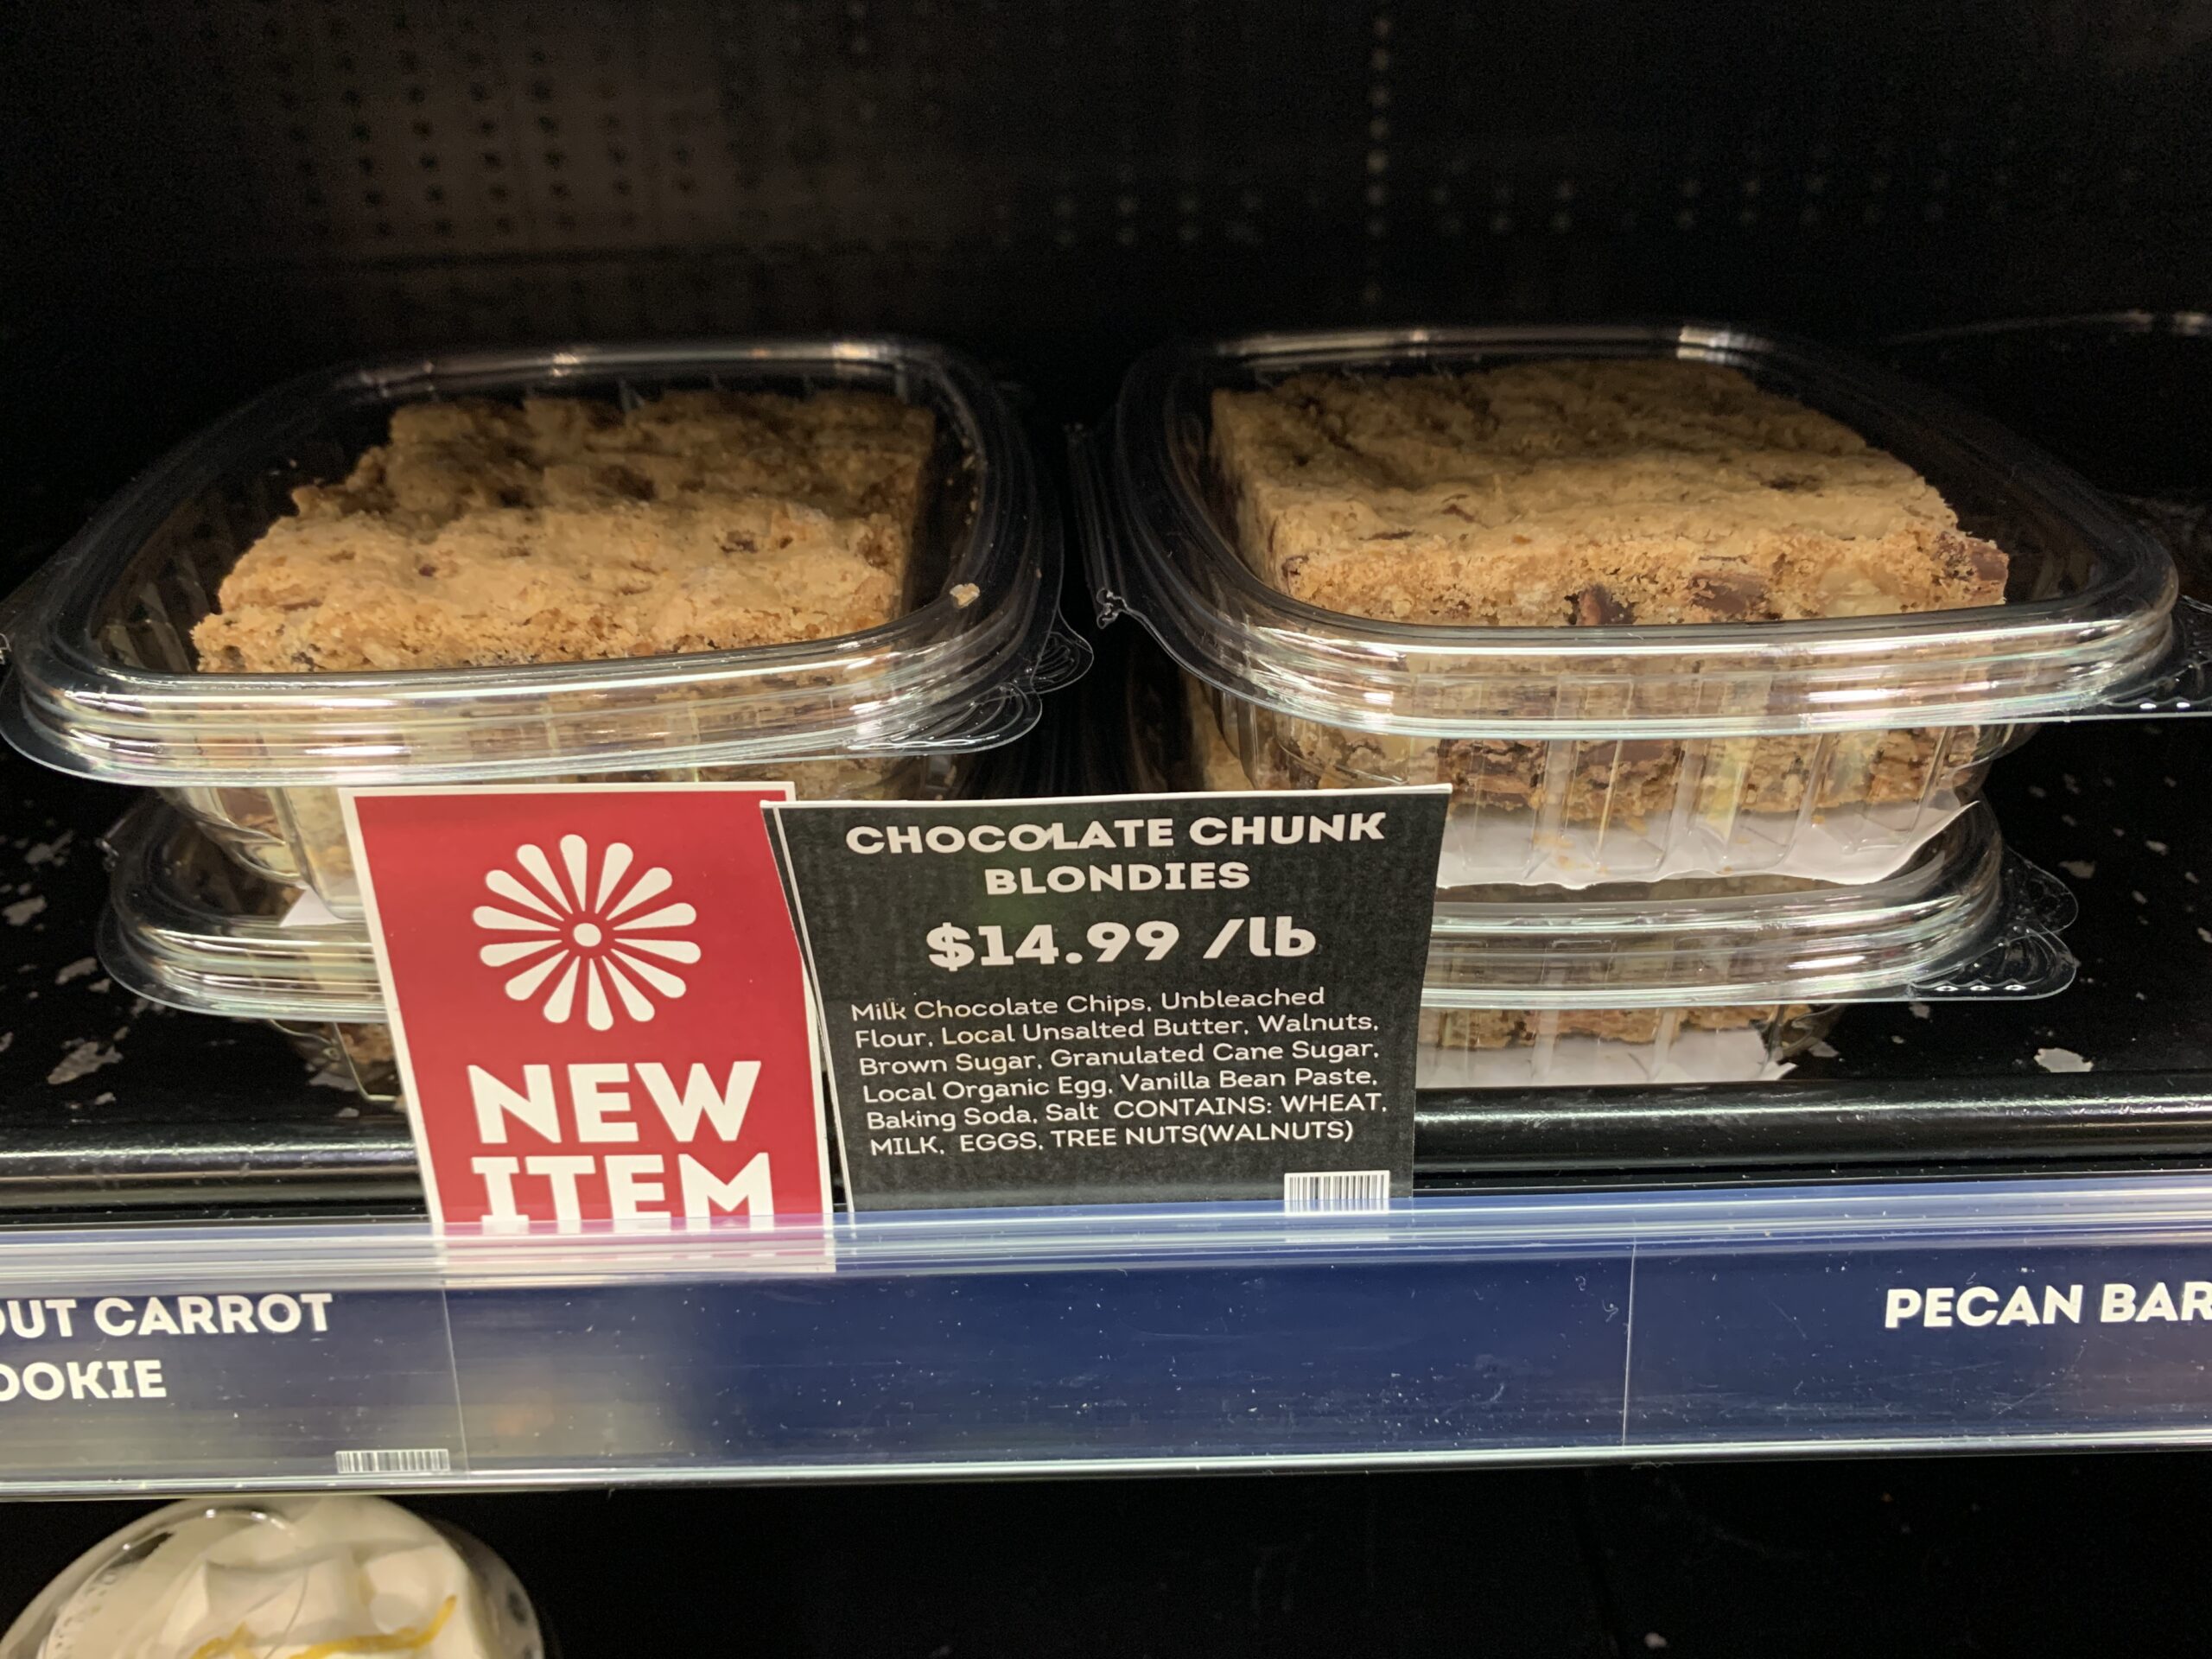 CHOCOLATE CHUNK
BLONDIES
$14.99 /lb
Milk Chocolate Chips, Unbleached
Flour, Local Unsalted Butter, Walnuts,
Brown Sugar, Granulated Cane Sugar,
Local Organic Egg, Vanilla Bean Paste,
Baking Soda, Salt CONTAINS: WHEAT,
MILK, EGGS, TREE NUTS(WALNUTS)
NEW
ITEM
OUT CARROT
OOKIE
PECAN BAR